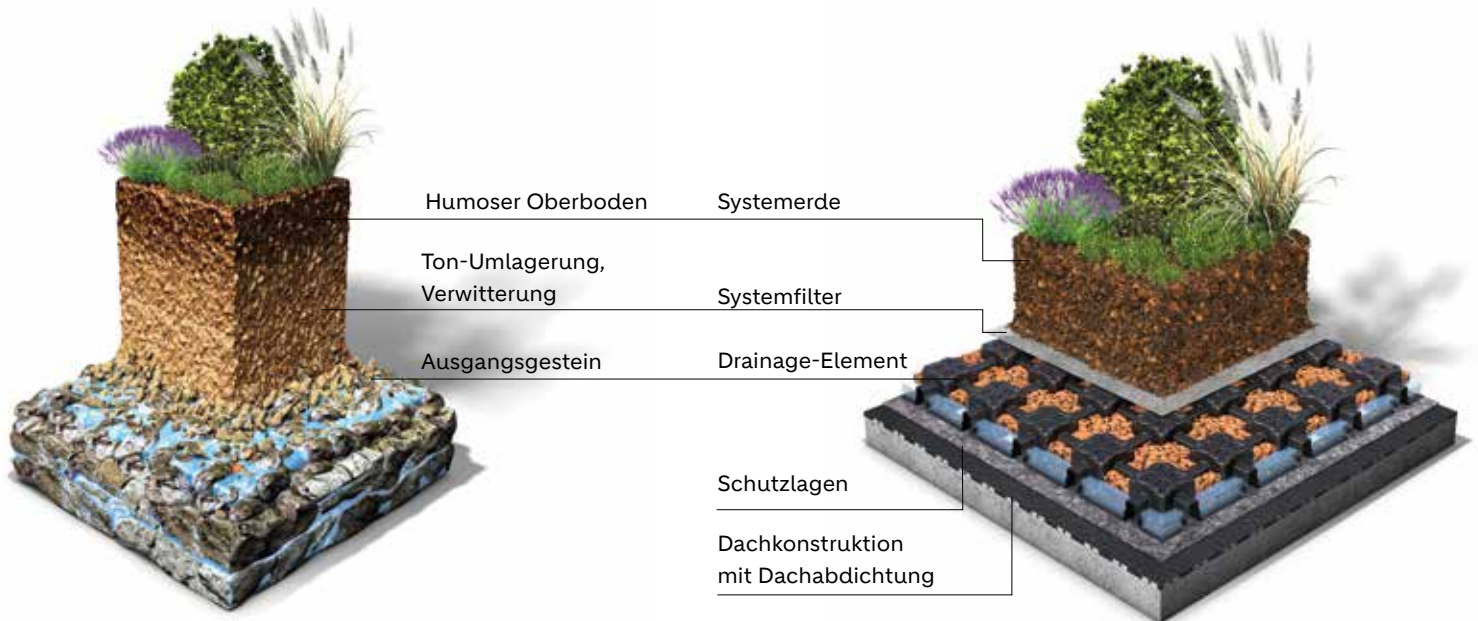 Humoser Oberboden
Systemerde
Ton-Umlagerung,
Verwitterung
Systemfilter
Ausgangsgestein
Drainage-Element
Schutzlagen
Dachkonstruktion
mit Dachabdichtung